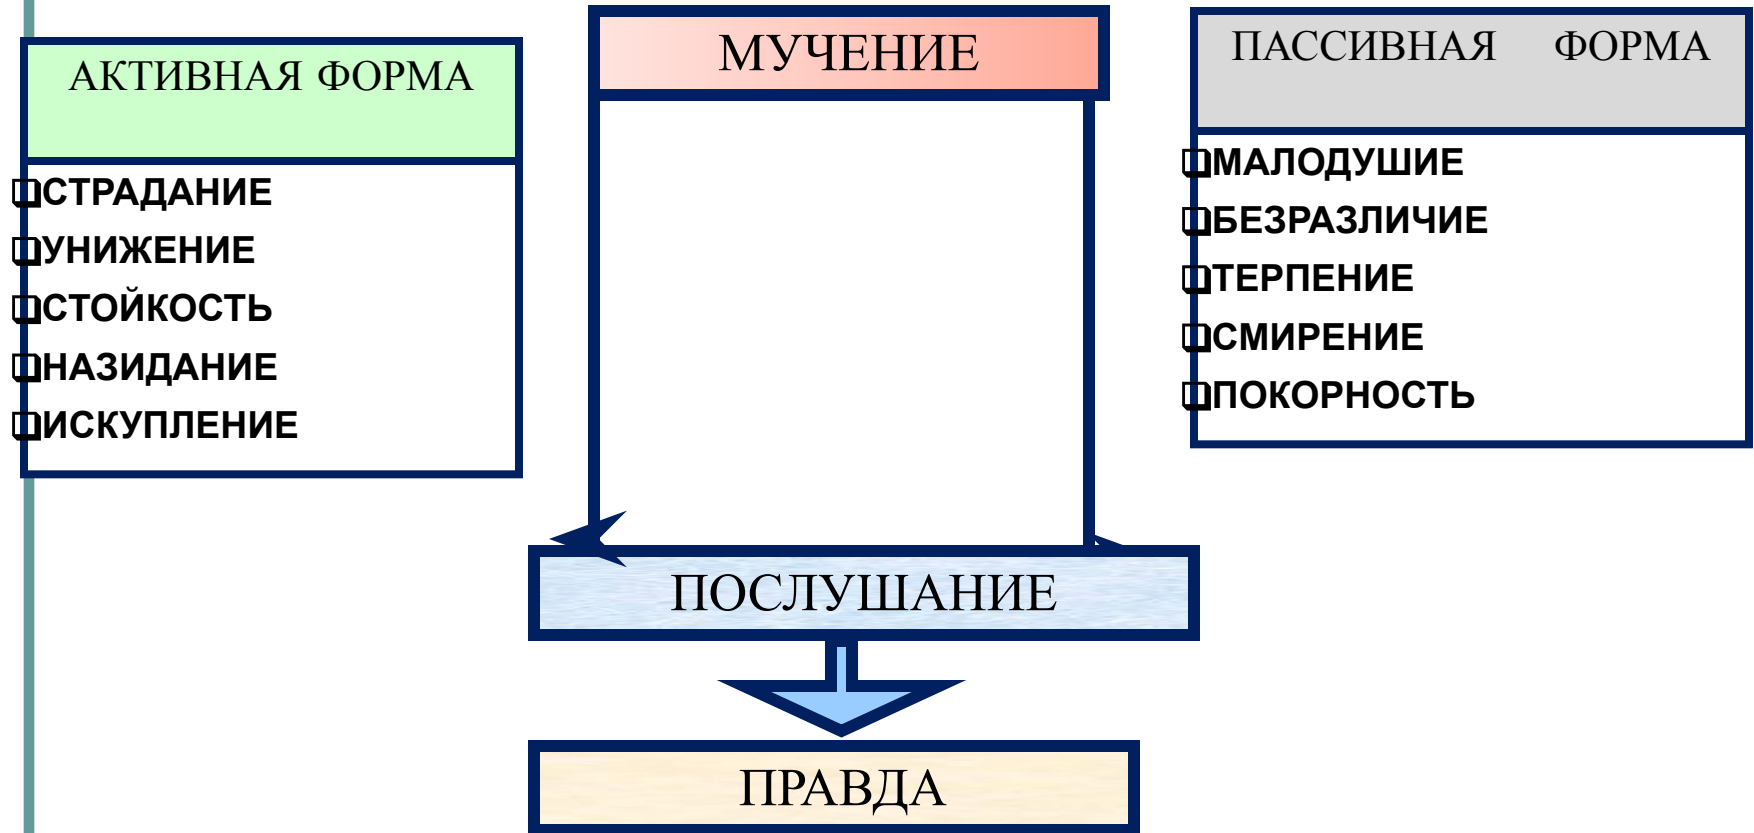 АКТИВНАЯ ФОРМА
СТРАДАНИЕ
УНИЖЕНИЕ
СТОЙКОСТЬ
НАЗИДАНИЕ
ИСКУПЛЕНИЕ
МУЧЕНИЕ
ПАССИВНАЯ ФОРМА
МАЛОДУШИЕ
БЕЗРАЗЛИЧИЕ
ТЕРПЕНИЕ
СМИРЕНИЕ
ПОКОРНОСТЬ
ПОСЛУШАНИЕ
ПРАВДА